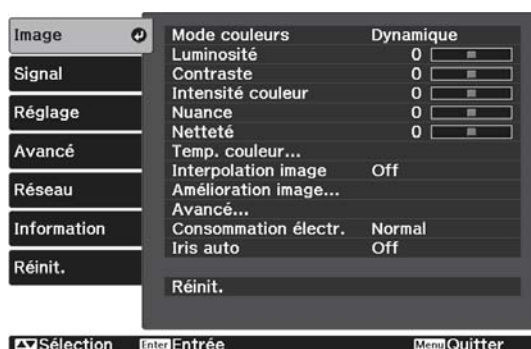 Image
Signal
Réglage
Avancé
Réseau
Information
Réinit.
Mode couleurs Dynamique
Luminosité 0
Contraste 0
Intensité couleur 0
Nuance 0
Netteté 0
Temp. couleur...
Interpolation image Off
Amélioration image...
Avancé...
Consommation électr. Normal
Iris auto Off
Réinit.
Sélection Enter Entrée Menu Quitter